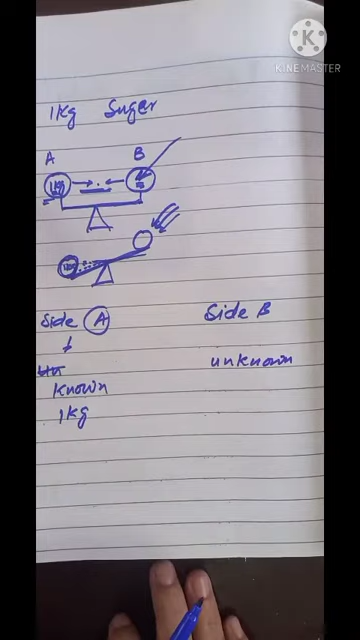 K
KINEMASTER
1Kg Suger
A B
1Kg
Side A Side B
Known unknown
1Kg